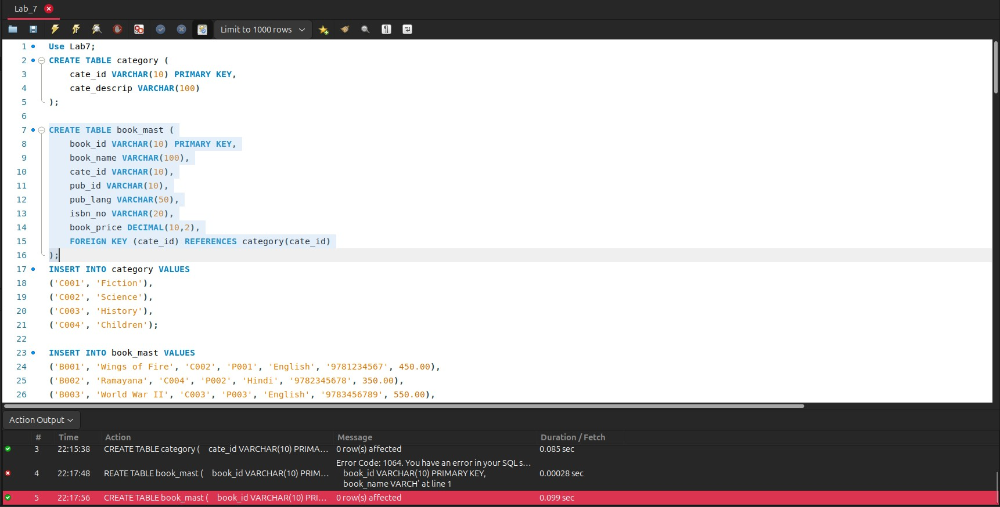 Lab_7
Limit to 1000 rows
1 Use Lab7;
2 CREATE TABLE category (
3 cate_id VARCHAR(10) PRIMARY KEY,
4 cate_descrip VARCHAR(100)
5 );
6
7 CREATE TABLE book_mast (
8 book_id VARCHAR(10) PRIMARY KEY,
9 book_name VARCHAR(100),
10 cate_id VARCHAR(10),
11 pub_id VARCHAR(10),
12 pub_lang VARCHAR(50),
13 isbn_no VARCHAR(20),
14 book_price DECIMAL(10,2),
15 FOREIGN KEY (cate_id) REFERENCES category(cate_id)
16 );
17 INSERT INTO category VALUES
18 ('C001', 'Fiction'),
19 ('C002', 'Science'),
20 ('C003', 'History'),
21 ('C004', 'Children');
22
23 INSERT INTO book_mast VALUES
24 ('B001', 'Wings of Fire', 'C002', 'P001', 'English', '9781234567', 450.00),
25 ('B002', 'Ramayana', 'C004', 'P002', 'Hindi', '9782345678', 350.00),
26 ('B003', 'World War II', 'C003', 'P003', 'English', '9783456789', 550.00),
Action Output
# Time Action Message Duration / Fetch
3 22:15:38 CREATE TABLE category ( cate_id VARCHAR(10) PRIMA... 0 row(s) affected 0.085 sec
Error Code: 1064. You have an error in your SQL s...
4 22:17:48 REATE TABLE book_mast ( book_id VARCHAR(10) PRIM... book_id VARCHAR(10) PRIMARY KEY, 0.00028 sec
book_name VARCH' at line 1
5 22:17:56 CREATE TABLE book_mast ( book_id VARCHAR(10) PRI... 0 row(s) affected 0.099 sec